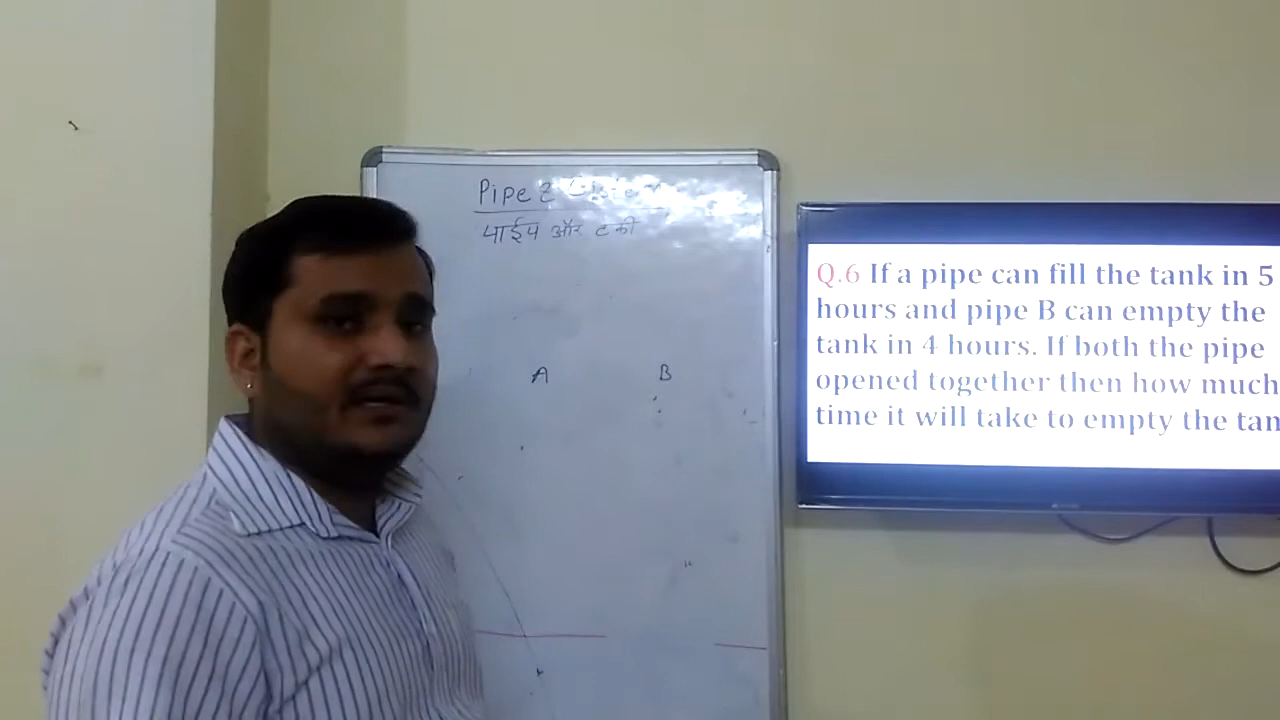 Pipe & Cistern
पाईप और टकी
A B
Q.6 If a pipe can fill the tank in 5
hours and pipe B can empty the
tank in 4 hours. If both the pipe
opened together then how much
time it will take to empty the tan